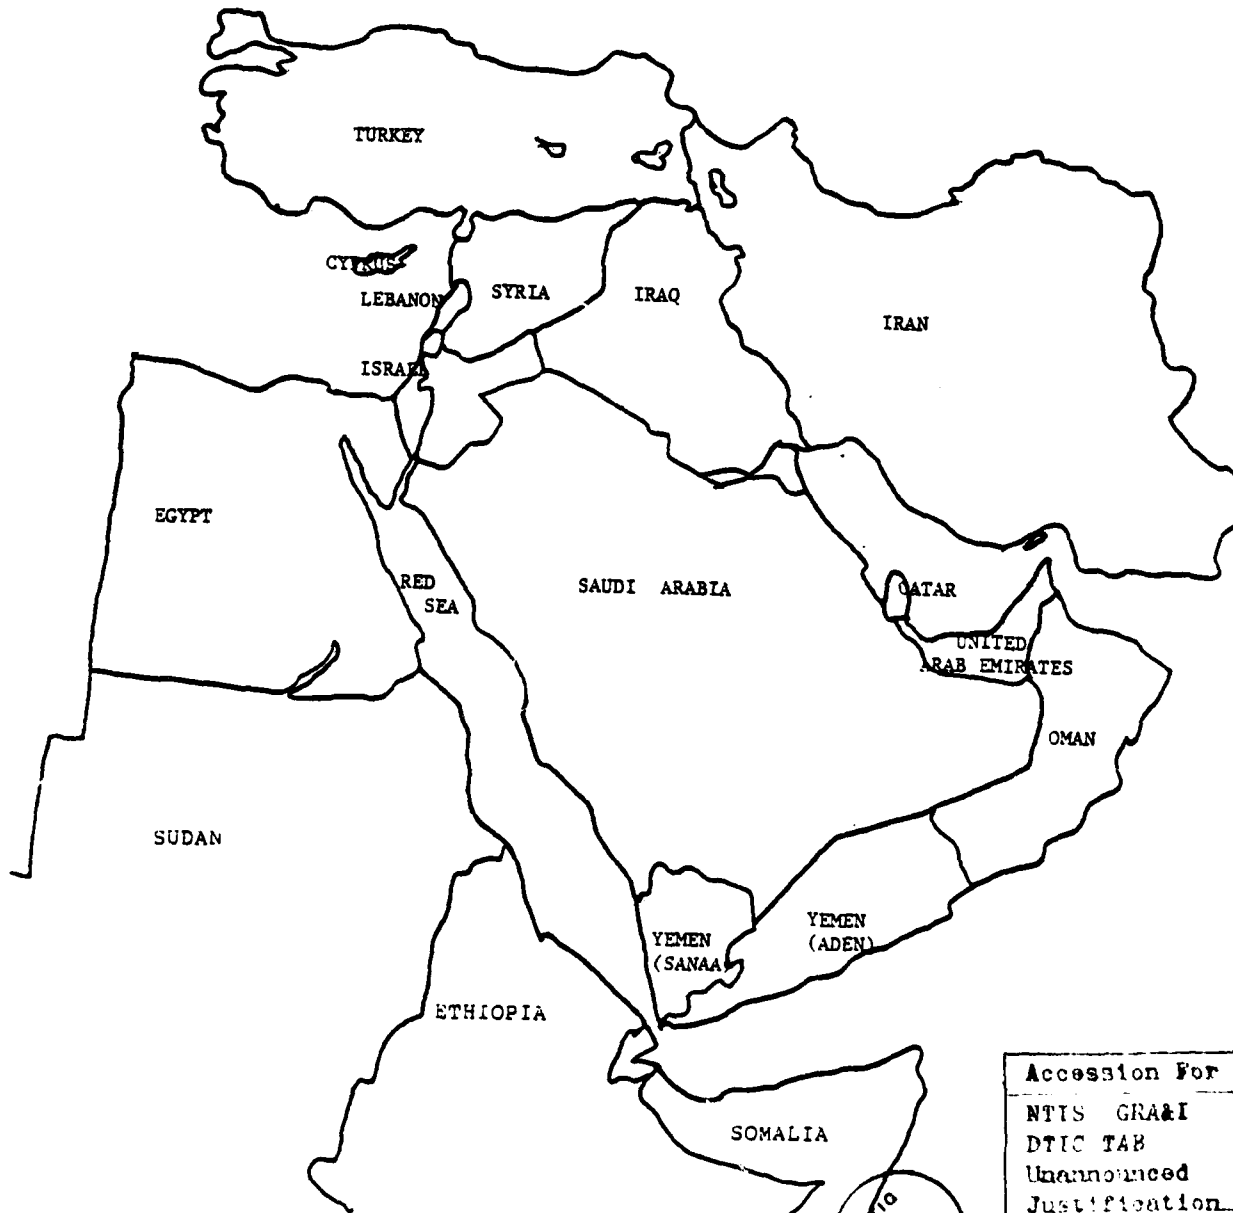 TURKEY
CYPRUS
LEBANON
SYRIA
IRAQ
IRAN
ISRAEL
EGYPT
RED
SEA
SAUDI ARABIA
QATAR
UNITED
ARAB EMIRATES
OMAN
SUDAN
YEMEN
(SANAA
YEMEN
(ADEN)
ETHIOPIA
SOMALIA
Accession For
NTIS GRA&I
DTIC TAB
Unannounced
Justification